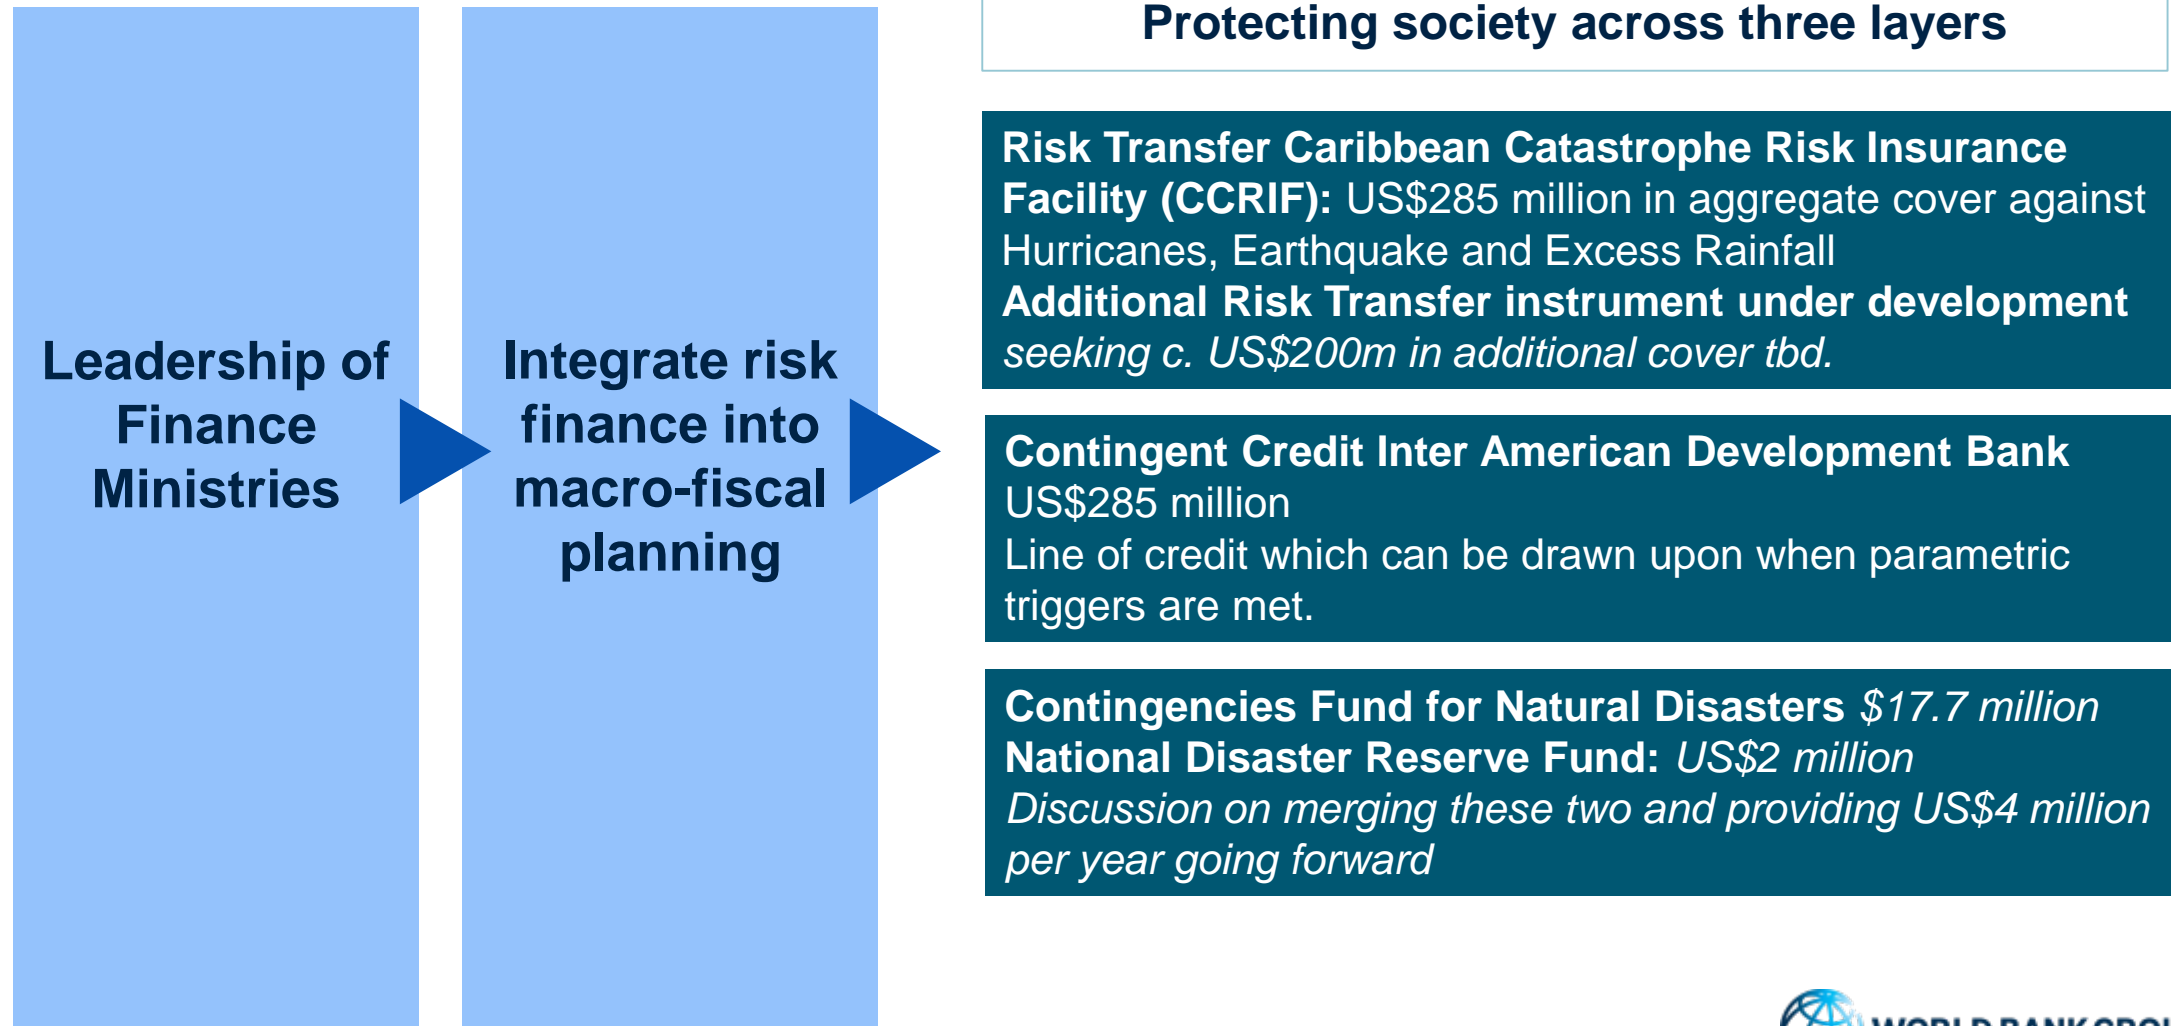 Leadership of
Finance
Ministries
Integrate risk
finance into
macro-fiscal
planning
Protecting society across three layers
Risk Transfer Caribbean Catastrophe Risk Insurance
Facility (CCRIF): US$285 million in aggregate cover against
Hurricanes, Earthquake and Excess Rainfall
Additional Risk Transfer instrument under development
seeking c. US$200m in additional cover tbd.
Contingent Credit Inter American Development Bank
US$285 million
Line of credit which can be drawn upon when parametric
triggers are met.
Contingencies Fund for Natural Disasters $17.7 million
National Disaster Reserve Fund: US$2 million
Discussion on merging these two and providing US$4 million
per year going forward
WORLD BANK